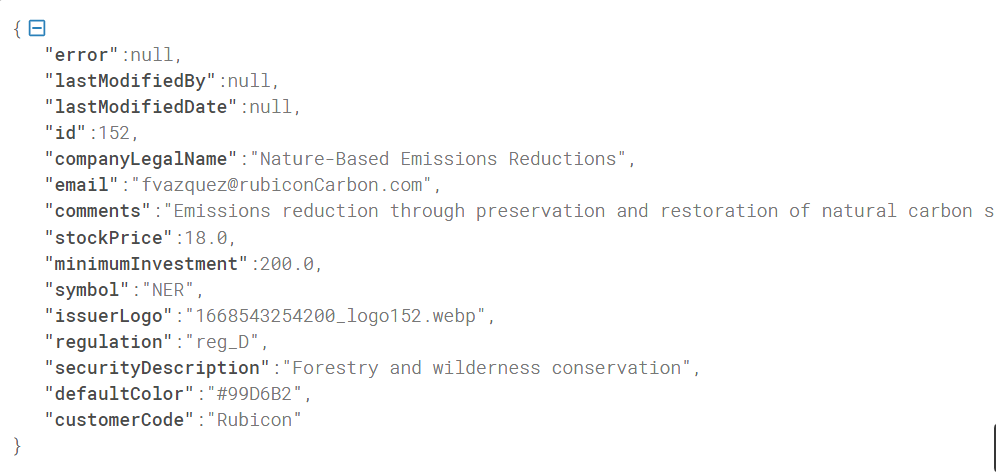 {
"error":null,
"lastModifiedBy":null,
"lastModifiedDate":null,
"id":152,
"companyLegalName":"Nature-Based Emissions Reductions",
"email":"fvazquez@rubiconCarbon.com",
"comments":"Emissions reduction through preservation and restoration of natural carbon s
"stockPrice":18.0,
"minimumInvestment":200.0,
"symbol":"NER",
"issuerLogo":"1668543254200_logo152.webp",
"regulation":"reg_D",
"securityDescription":"Forestry and wilderness conservation",
"defaultColor":"#99D6B2",
"customerCode":"Rubicon"
}